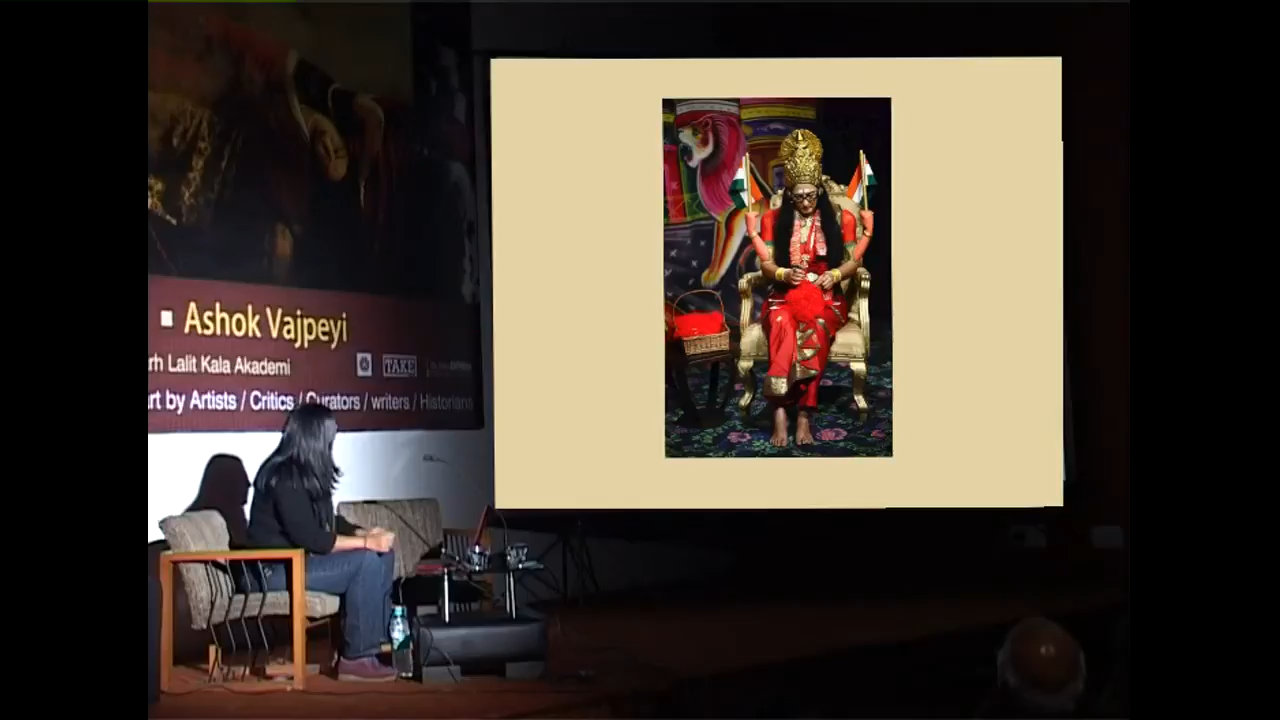 Ashok Vajpeyi
rh Lalit Kala Akademi
TAKE
rt by Artists / Critics / Curators / writers / Historians